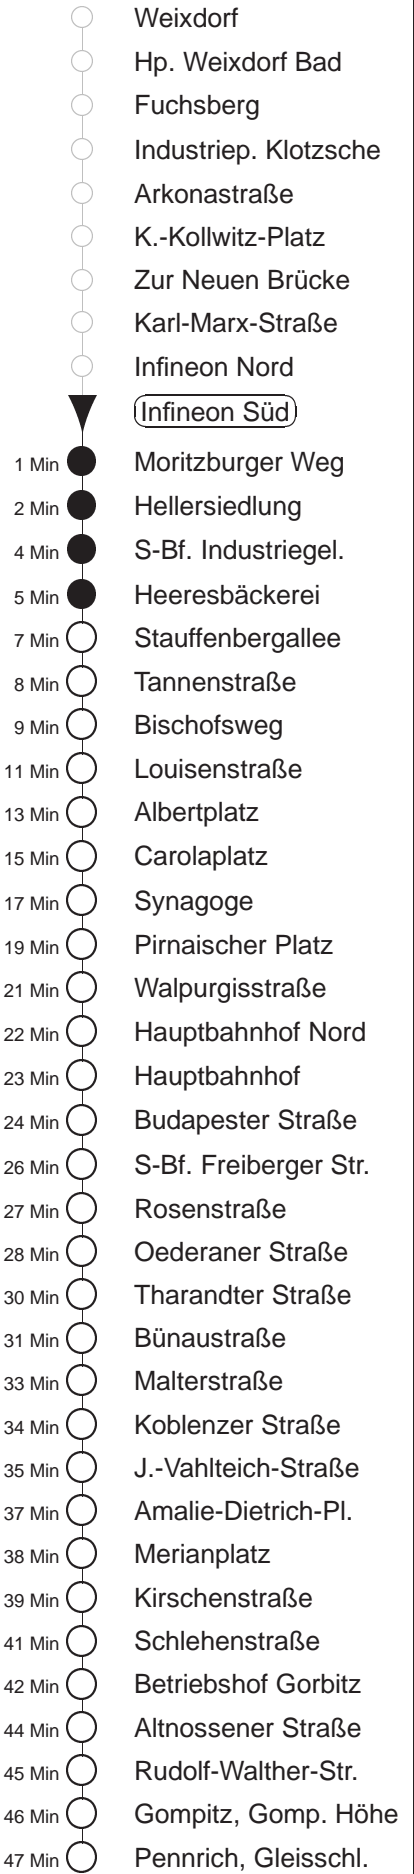 Weixdorf
Hp. Weixdorf Bad
Fuchsberg
Industriep. Klotzsche
Arkonastraße
K.-Kollwitz-Platz
Zur Neuen Brücke
Karl-Marx-Straße
Infineon Nord
Infineon Süd
1 Min Moritzburger Weg
2 Min Hellersiedlung
4 Min S-Bf. Industriegel.
5 Min Heeresbäckerei
7 Min Stauffenbergallee
8 Min Tannenstraße
9 Min Bischofsweg
11 Min Louisenstraße
13 Min Albertplatz
15 Min Carolaplatz
17 Min Synagoge
19 Min Pirnaischer Platz
21 Min Walpurgisstraße
22 Min Hauptbahnhof Nord
23 Min Hauptbahnhof
24 Min Budapester Straße
26 Min S-Bf. Freiberger Str.
27 Min Rosenstraße
28 Min Oederaner Straße
30 Min Tharandter Straße
31 Min Bünaustraße
33 Min Malterstraße
34 Min Koblenzer Straße
35 Min J.-Vahlteich-Straße
37 Min Amalie-Dietrich-Pl.
38 Min Merianplatz
39 Min Kirschenstraße
41 Min Schlehenstraße
42 Min Betriebshof Gorbitz
44 Min Altnossener Straße
45 Min Rudolf-Walther-Str.
46 Min Gompitz, Gomp. Höhe
47 Min Pennrich, Gleisschl.